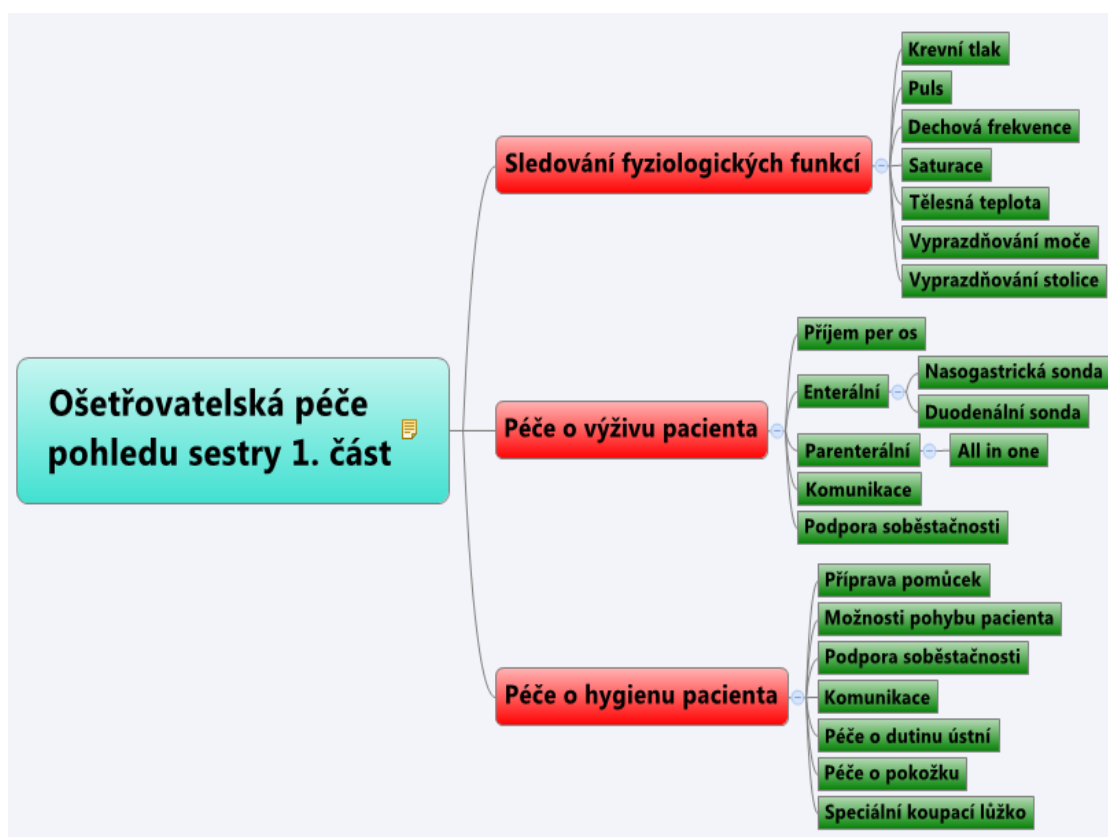 Ošetřovatelská péče
pohledu sestry 1. část
Sledování fyziologických funkcí
Krevní tlak
Puls
Dechová frekvence
Saturace
Tělesná teplota
Vyprazdňování moče
Vyprazdňování stolice
Péče o výživu pacienta
Příjem per os
Enterální
Nasogastrická sonda
Duodenální sonda
Parenterální
All in one
Komunikace
Podpora soběstačnosti
Péče o hygienu pacienta
Příprava pomůcek
Možnosti pohybu pacienta
Podpora soběstačnosti
Komunikace
Péče o dutinu ústní
Péče o pokožku
Speciální koupací lůžko